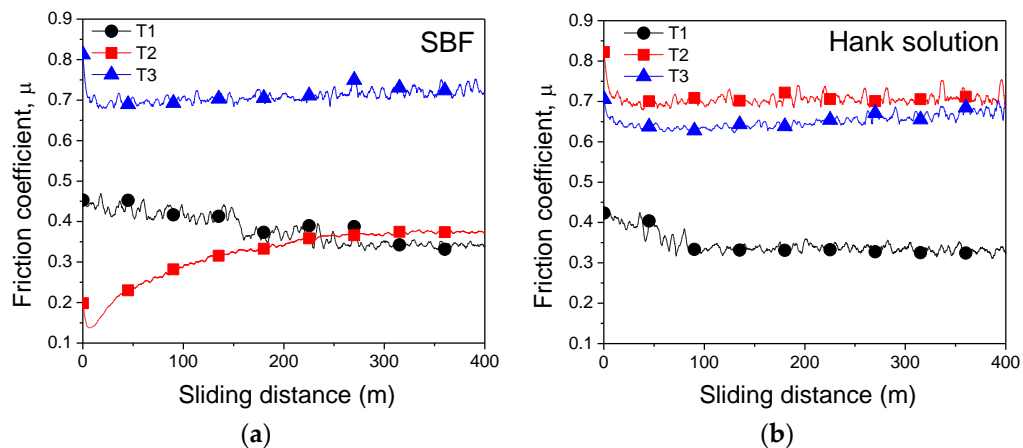 SBF
T1
T2
T3
0.9
0.8
0.7
0.6
0.5
0.4
0.3
0.2
0.1
Friction coefficient, μ
0
100
200
300
400
Sliding distance (m)
(a)
Hank solution
T1
T2
T3
0.9
0.8
0.7
0.6
0.5
0.4
0.3
0.2
0.1
Friction coefficient, μ
0
100
200
300
400
Sliding distance (m)
(b)